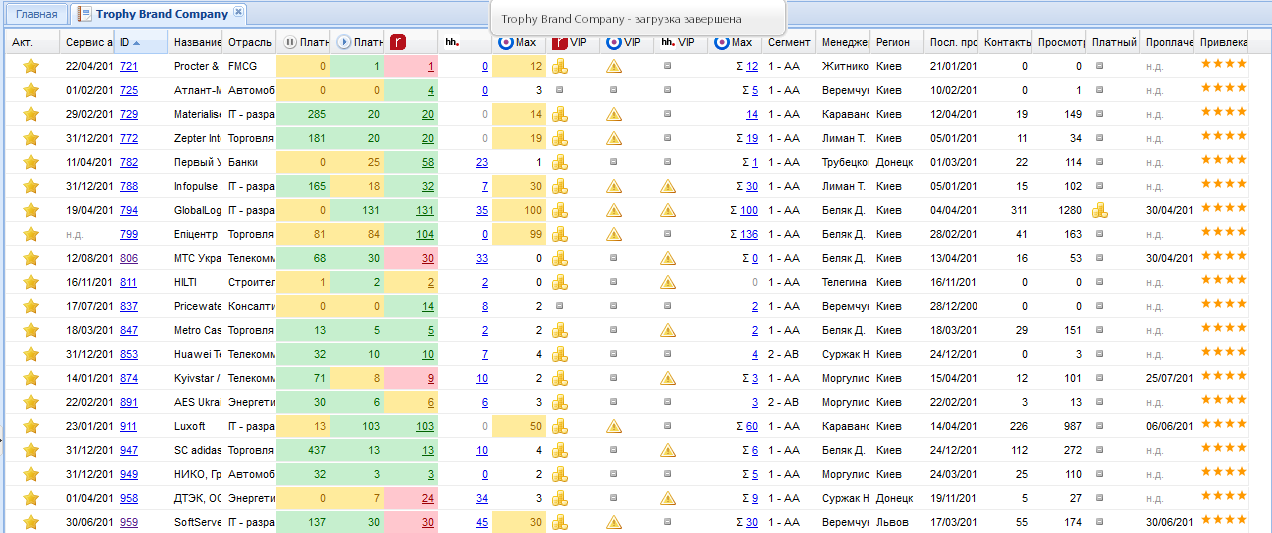 Главная Trophy Brand Company
Trophy Brand Company - загрузка завершена
Акт. Сервис а ID Название Отрасль Платн Платн r hh. Max r VIP VIP hh. VIP Max Сегмент Менедже Регион Посл. про Контакты Просмотр Платный Проплаче Привлека
22/04/201 721 Procter & FMCG 0 1 1 0 12 Σ 12 1 - AA Житнико Киев 21/01/201 0 0 н.д.
01/02/201 725 Атлант-М Автомоб 0 0 4 0 3 Σ 5 1 - AA Веремчук Киев 10/02/201 0 1 н.д.
29/02/201 729 Materialise IT - разра 285 20 20 0 14 14 1 - AA Каравано Киев 12/04/201 19 149 н.д.
31/12/201 772 Zepter Inte Торговля 181 20 20 0 19 Σ 19 1 - AA Лиман Т. Киев 05/01/201 11 34 н.д.
11/04/201 782 Первый У Банки 0 25 58 23 1 Σ 1 1 - AA Трубецко Донецк 01/03/201 22 114 н.д.
31/12/201 788 Infopulse IT - разра 165 18 32 7 30 Σ 30 1 - AA Лиман Т. Киев 05/01/201 15 102 н.д.
19/04/201 794 GlobalLog IT - разра 0 131 131 35 100 Σ 100 1 - AA Беляк Д. Киев 04/04/201 311 1280 30/04/201
н.д. 799 Епіцентр Торговля 81 84 104 0 99 Σ 136 1 - AA Беляк Д. Киев 28/02/201 41 163 н.д.
12/08/201 806 МТС Укра Телекомм 68 30 30 33 0 Σ 0 1 - AA Беляк Д. Киев 13/04/201 16 53 30/04/201
16/11/201 811 HILTI Строител 1 2 2 2 0 0 1 - AA Телегина Киев 16/11/201 0 0 н.д.
17/07/201 837 Pricewate Консалти 0 0 14 8 2 2 1 - AA Веремчук Киев 28/12/200 0 0 н.д.
18/03/201 847 Metro Cas Торговля 13 5 5 2 2 2 1 - AA Беляк Д. Киев 18/03/201 29 151 н.д.
31/12/201 853 Huawei Te Телекомм 32 10 10 7 4 4 2 - AB Суржак Н Киев 24/12/201 0 3 н.д.
14/01/201 874 Kyivstar / Телекомм 71 8 9 10 2 Σ 3 1 - AA Моргулис Киев 15/04/201 12 101 25/07/201
22/02/201 891 AES Ukrai Энергети 30 6 6 6 3 3 2 - AB Моргулис Киев 22/02/201 3 13 н.д.
23/01/201 911 Luxoft IT - разра 13 103 103 0 50 Σ 60 1 - AA Каравано Киев 14/04/201 226 987 06/06/201
31/12/201 947 SC adidas Торговля 437 13 13 10 4 Σ 6 1 - AA Беляк Д. Киев 24/12/201 112 272 н.д.
31/12/201 949 НИКО, Гр Автомоб 32 3 3 0 2 Σ 5 1 - AA Моргулис Киев 24/03/201 25 110 н.д.
01/04/201 958 ДТЭК, ОС Энергети 0 7 24 34 3 Σ 9 1 - AA Суржак Н Донецк 19/11/201 5 27 н.д.
30/06/201 959 SoftServe IT - разра 137 30 30 45 30 Σ 30 1 - AA Веремчук Львов 17/03/201 55 174 30/06/201